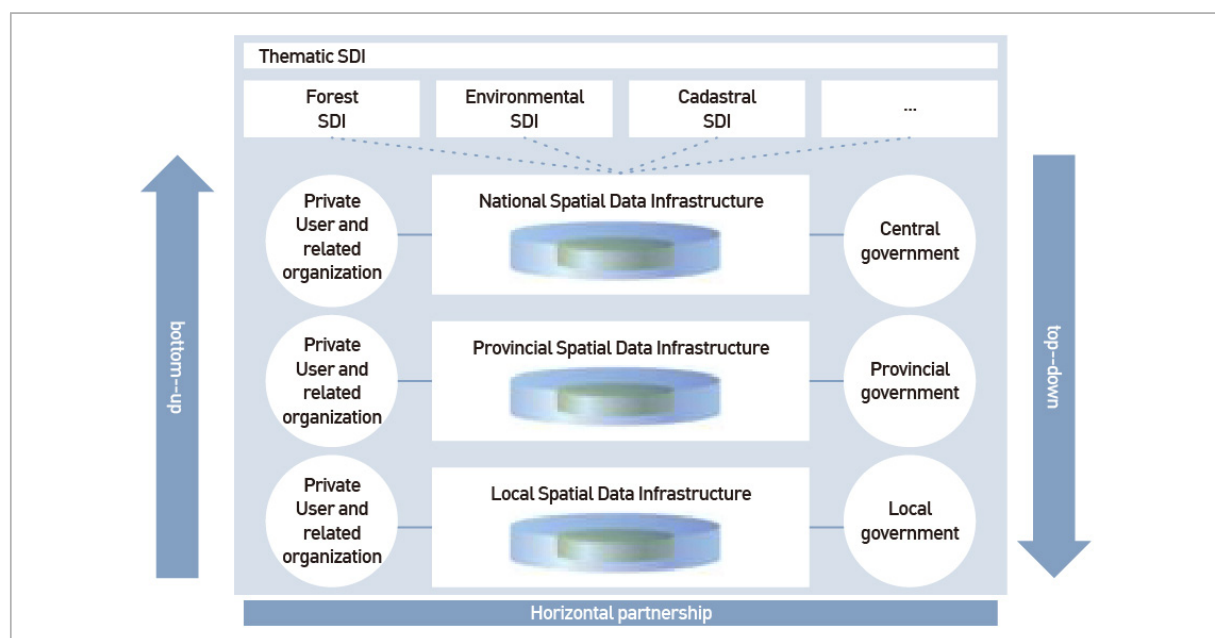 Thematic SDI
Forest
SDI
Environmental
SDI
Cadastral
SDI
...
Private
User and
related
organization
National Spatial Data Infrastructure
Central
government
Private
User and
related
organization
Provincial Spatial Data Infrastructure
Provincial
government
Private
User and
related
organization
Local Spatial Data Infrastructure
Local
government
bottom--up
top--down
Horizontal partnership